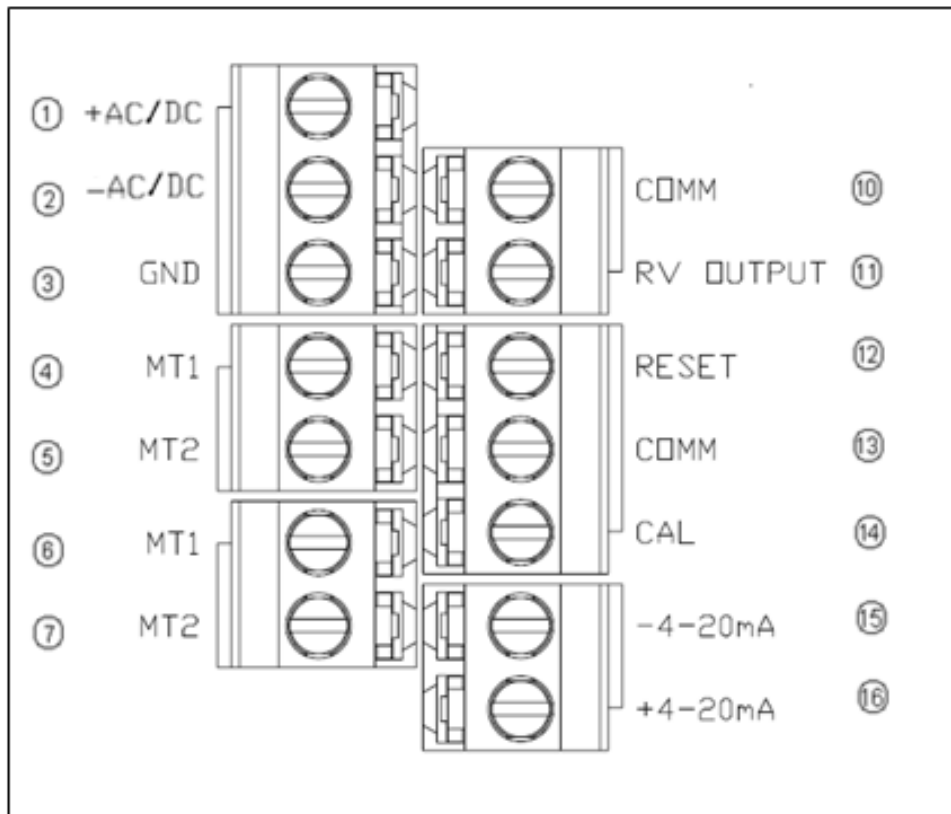 ① +AC/DC
② -AC/DC
③ GND
④ MT1
⑤ MT2
⑥ MT1
⑦ MT2
COMM ⑩
RV OUTPUT ⑪
RESET ⑫
COMM ⑬
CAL ⑭
-4-20mA ⑮
+4-20mA ⑯